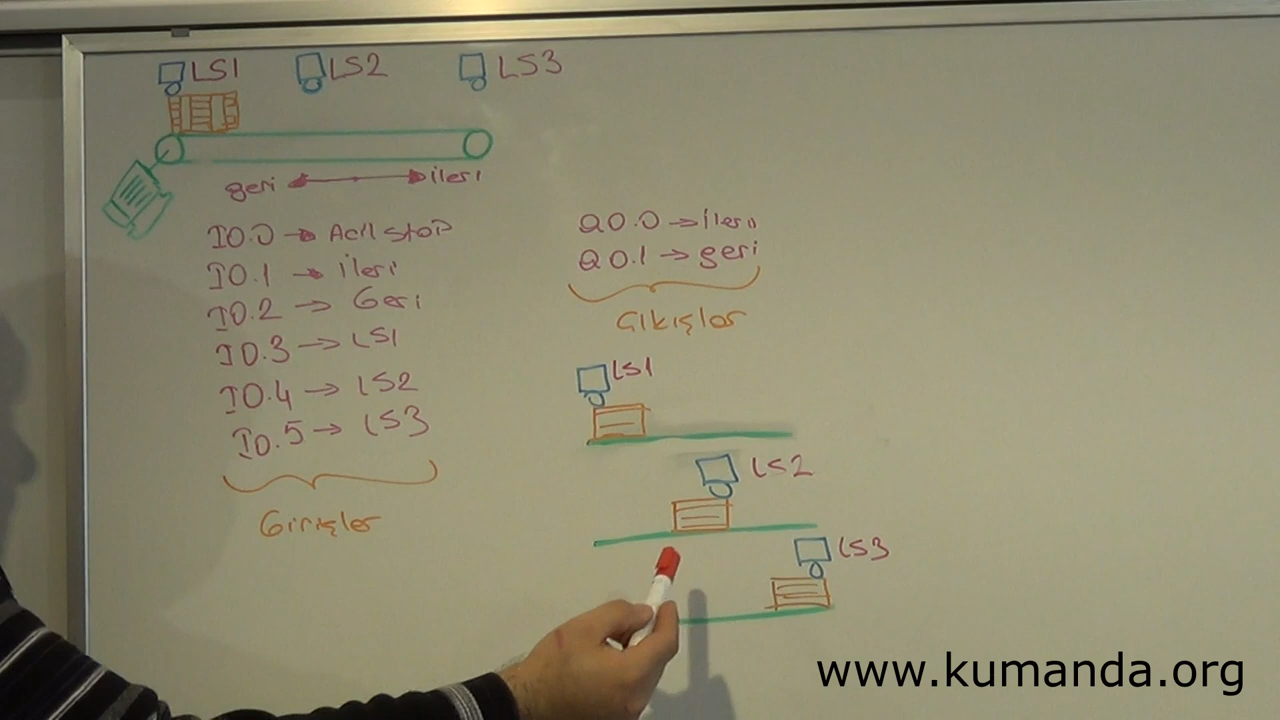 LS1 LS2 LS3
geri ileri
I0.0 → Acil stop
I0.1 → ileri
I0.2 → Geri
I0.3 → LS1
I0.4 → LS2
I0.5 → LS3
Girişler
Q0.0 → ileri
Q0.1 → geri
Çıkışlar
LS1
LS2
LS3
www.kumanda.org